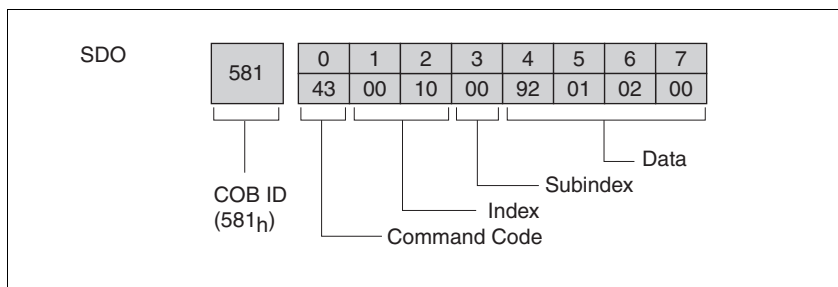 SDO
581
0 1 2 3 4 5 6 7
43 00 10 00 92 01 02 00
Data
Subindex
COB ID
(581h)
Index
Command Code